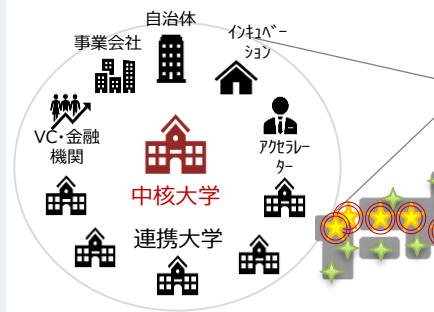 自治体
事業会社
ｲﾝｷｭﾍﾞｰ
ｼｮﾝ
VC･金融
機関
ｱｸｾﾗﾚｰ
ﾀｰ
中核大学
連携大学